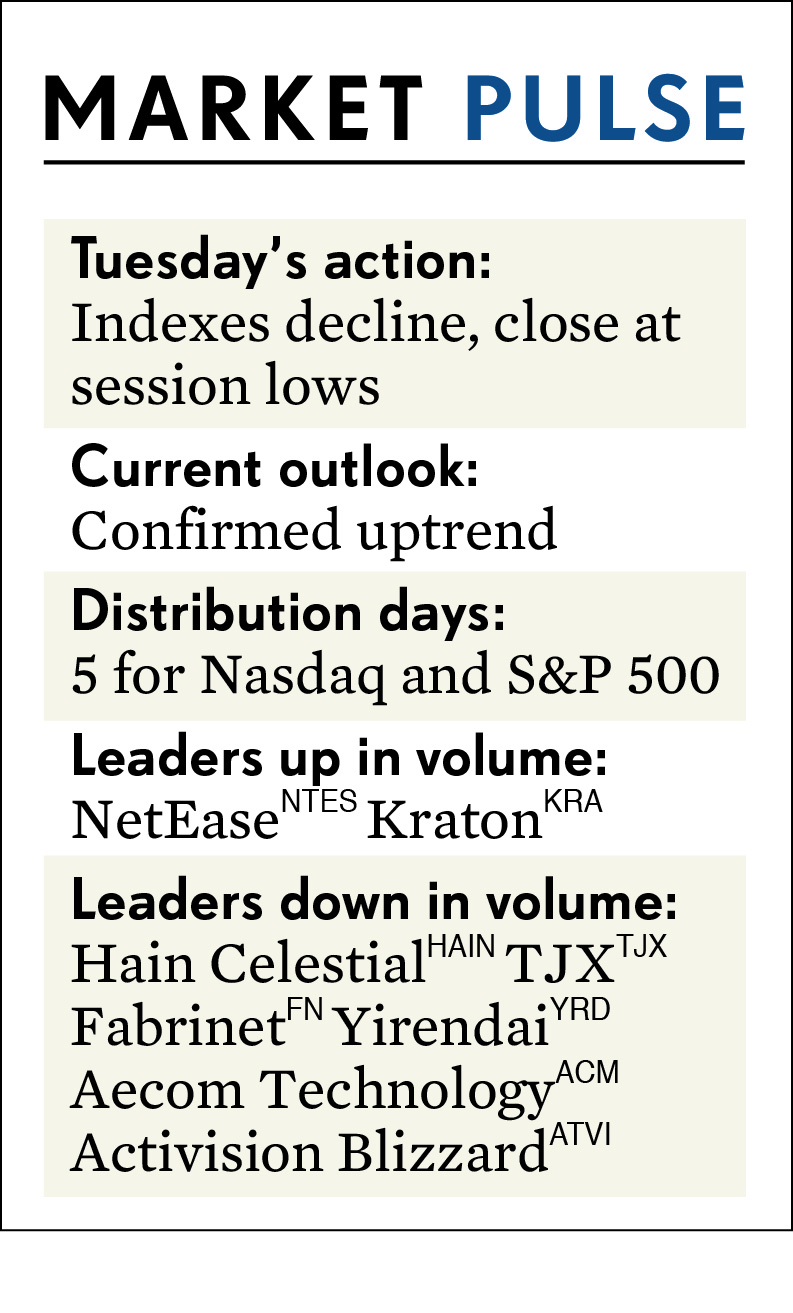 MARKET PULSE
Tuesday’s action:
Indexes decline, close at
session lows
Current outlook:
Confirmed uptrend
Distribution days:
5 for Nasdaq and S&P 500
Leaders up in volume:
NetEase NTES Kraton KRA
Leaders down in volume:
Hain Celestial HAIN TJX TJX
Fabrinet FN Yirendai YRD
Aecom Technology ACM
Activision Blizzard ATVI